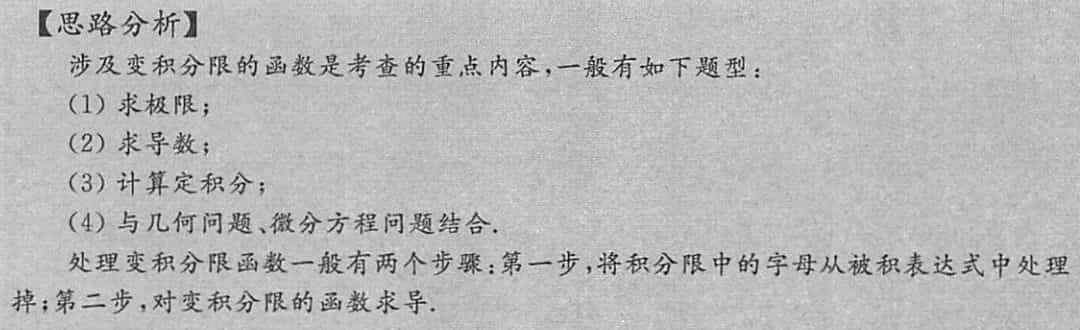 【思路分析】
涉及变积分限的函数是考查的重点内容,一般有如下题型:
(1) 求极限;
(2) 求导数;
(3) 计算定积分;
(4) 与几何问题、微分方程问题结合.
处理变积分限函数一般有两个步骤:第一步,将积分限中的字母从被积表达式中处理
掉;第二步,对变积分限的函数求导.